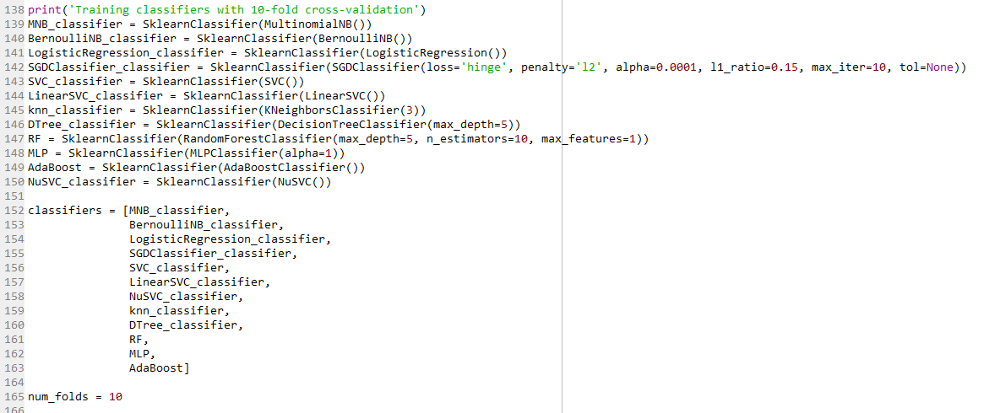 138 print('Training classifiers with 10-fold cross-validation')
139 MNB_classifier = SklearnClassifier(MultinomialNB())
140 BernoulliNB_classifier = SklearnClassifier(BernoulliNB())
141 LogisticRegression_classifier = SklearnClassifier(LogisticRegression())
142 SGDClassifier_classifier = SklearnClassifier(SGDClassifier(loss='hinge', penalty='l2', alpha=0.0001, l1_ratio=0.15, max_iter=10, tol=None))
143 SVC_classifier = SklearnClassifier(SVC())
144 LinearSVC_classifier = SklearnClassifier(LinearSVC())
145 knn_classifier = SklearnClassifier(KNeighborsClassifier(3))
146 DTree_classifier = SklearnClassifier(DecisionTreeClassifier(max_depth=5))
147 RF = SklearnClassifier(RandomForestClassifier(max_depth=5, n_estimators=10, max_features=1))
148 MLP = SklearnClassifier(MLPClassifier(alpha=1))
149 AdaBoost = SklearnClassifier(AdaBoostClassifier())
150 NuSVC_classifier = SklearnClassifier(NuSVC())
151
152 classifiers = [MNB_classifier,
153                BernoulliNB_classifier,
154                LogisticRegression_classifier,
155                SGDClassifier_classifier,
156                SVC_classifier,
157                LinearSVC_classifier,
158                NuSVC_classifier,
159                knn_classifier,
160                DTree_classifier,
161                RF,
162                MLP,
163                AdaBoost]
164
165 num_folds = 10
166